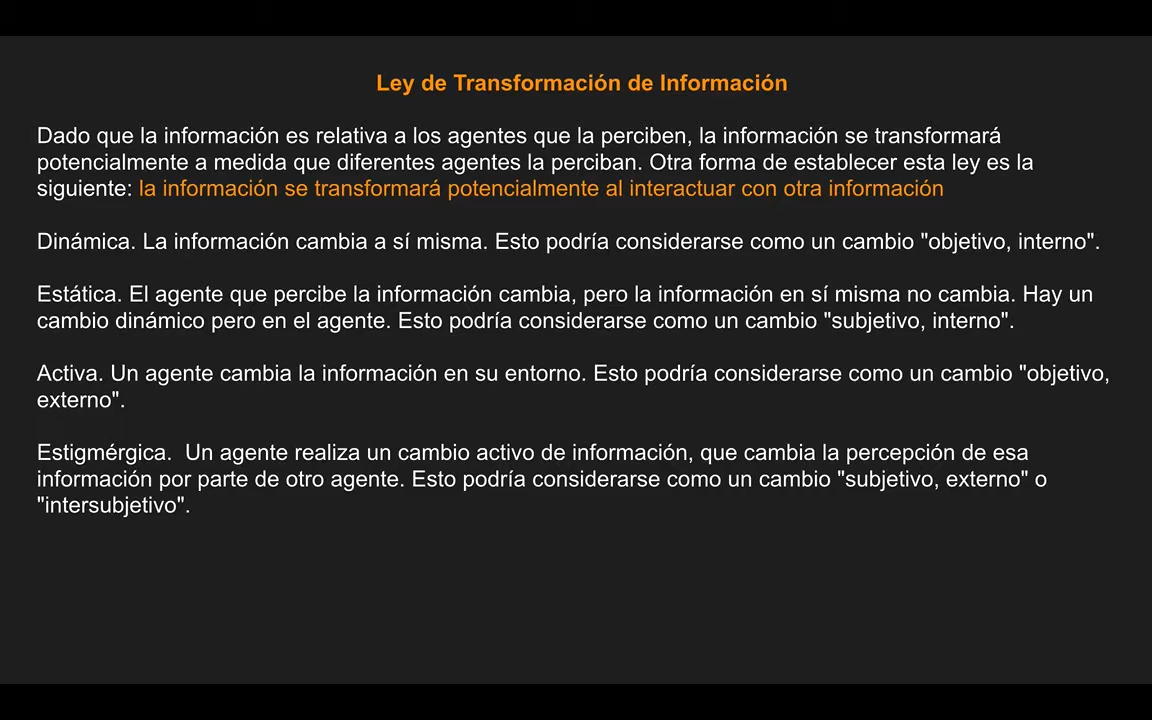 Ley de Transformación de Información
Dado que la información es relativa a los agentes que la perciben, la información se transformará
potencialmente a medida que diferentes agentes la perciban. Otra forma de establecer esta ley es la
siguiente: la información se transformará potencialmente al interactuar con otra información
Dinámica. La información cambia a sí misma. Esto podría considerarse como un cambio "objetivo, interno".
Estática. El agente que percibe la información cambia, pero la información en sí misma no cambia. Hay un
cambio dinámico pero en el agente. Esto podría considerarse como un cambio "subjetivo, interno".
Activa. Un agente cambia la información en su entorno. Esto podría considerarse como un cambio "objetivo,
externo".
Estigmérgica.  Un agente realiza un cambio activo de información, que cambia la percepción de esa
información por parte de otro agente. Esto podría considerarse como un cambio "subjetivo, externo" o
"intersubjetivo".